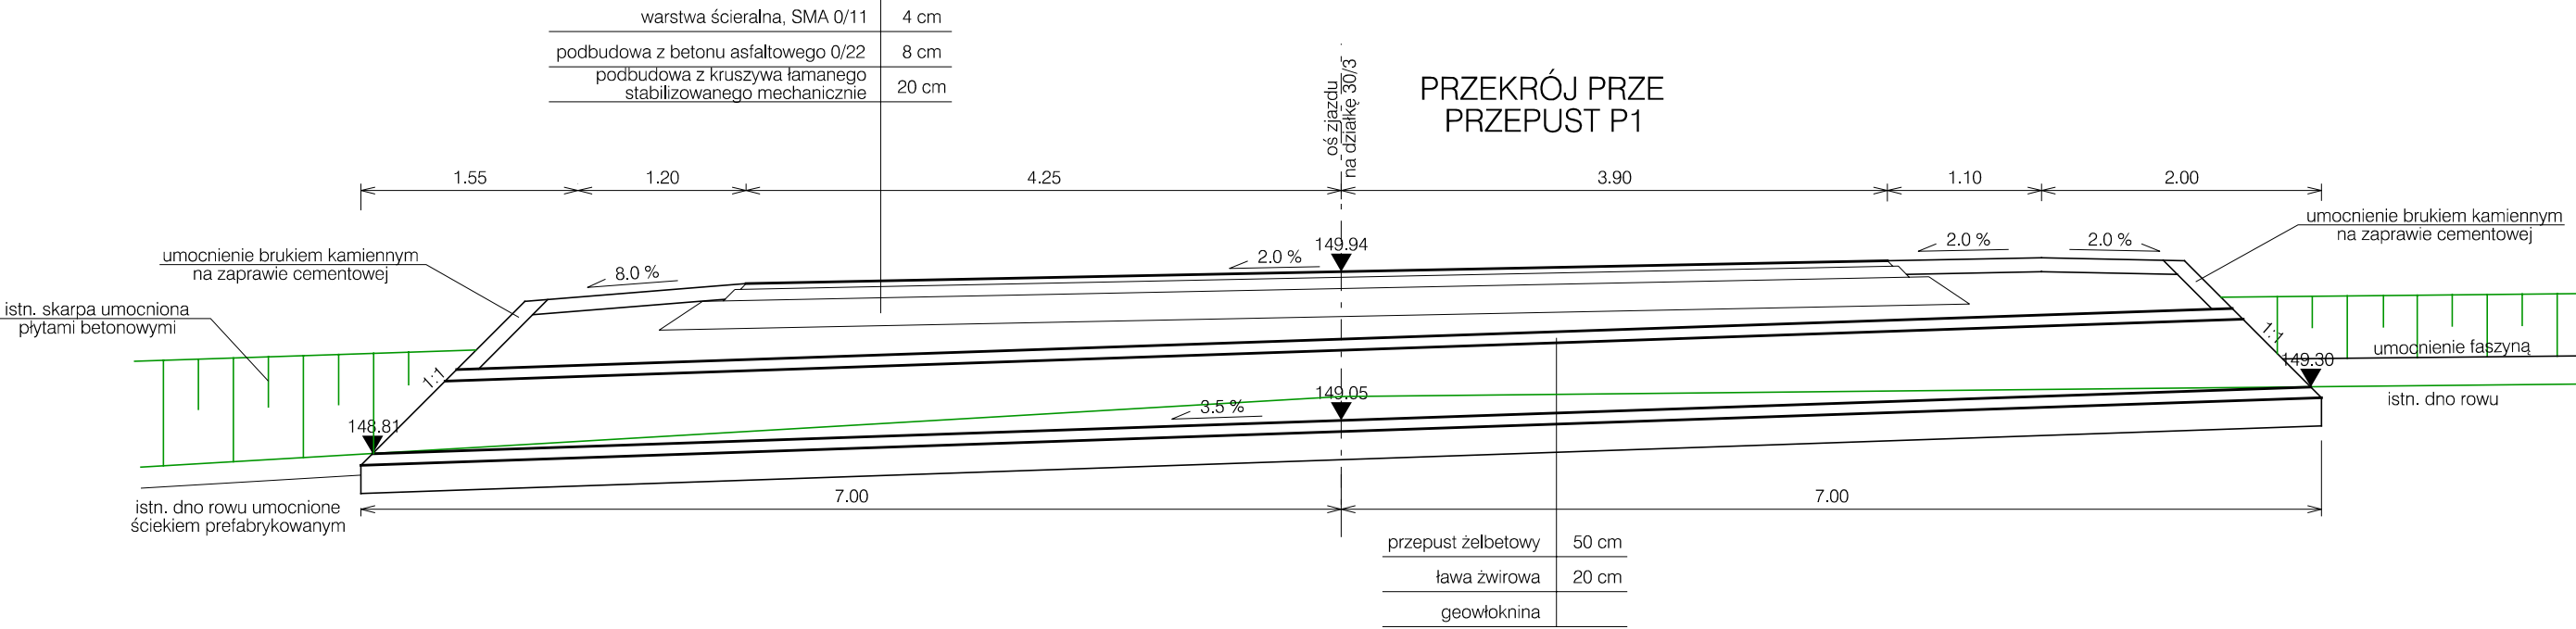 warstwa ścieralna, SMA 0/11 4 cm
podbudowa z betonu asfaltowego 0/22 8 cm
podbudowa z kruszywa łamanego
stabilizowanego mechanicznie 20 cm
oś zjazdu
na działkę 30/3
PRZEKRÓJ PRZE
PRZEPUST P1
1.55 1.20 4.25 3.90 1.10 2.00
umocnienie brukiem kamiennym
na zaprawie cementowej
umocnienie brukiem kamiennym
na zaprawie cementowej
8.0 % 2.0 % 149.94 2.0 % 2.0 %
istn. skarpa umocniona
płytami betonowymi
1:1
1:1
umocnienie faszyną
149.30
149.05
3.5 %
148.81
istn. dno rowu
istn. dno rowu umocnione
ściekiem prefabrykowanym
7.00 7.00
przepust żelbetowy 50 cm
ława żwirowa 20 cm
geowłoknina